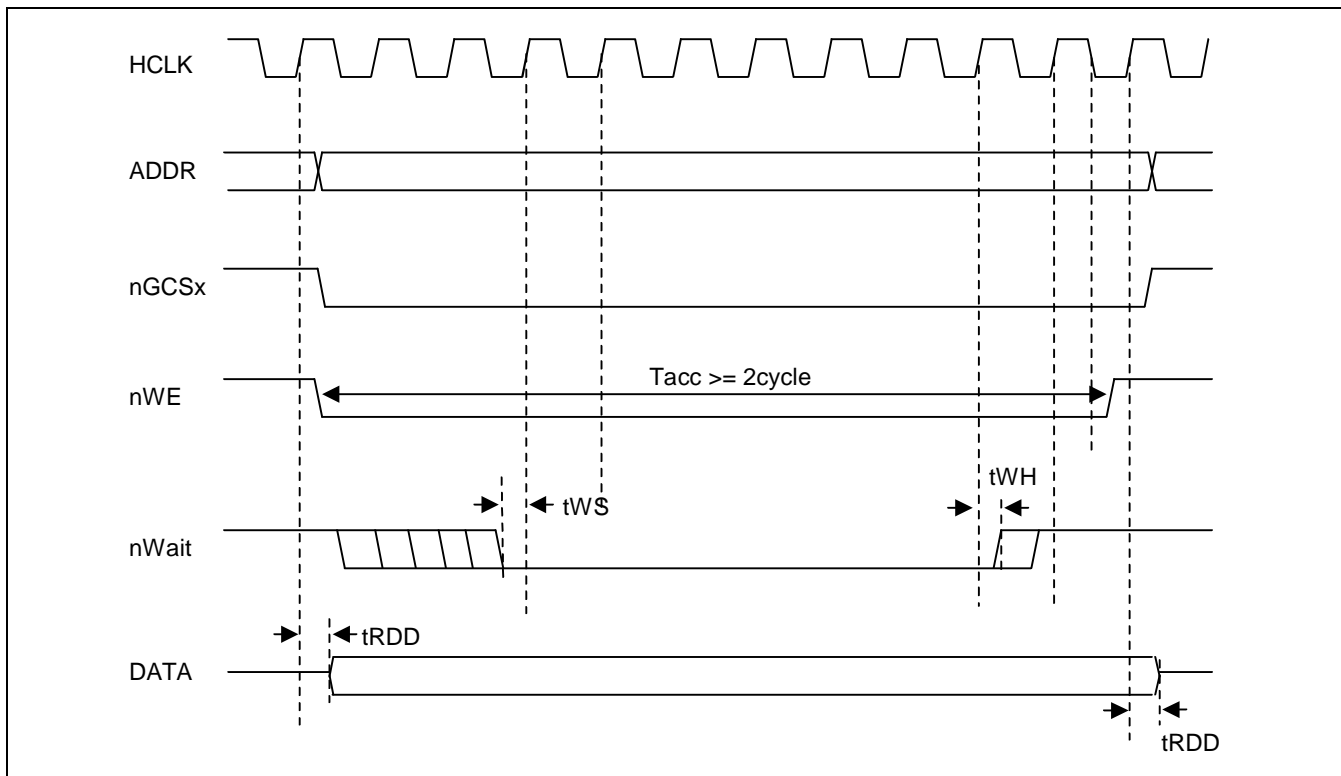 HCLK
ADDR
nGCSx
Tacc >= 2cycle
nWE
tWH
tWS
nWait
tRDD
DATA
tRDD